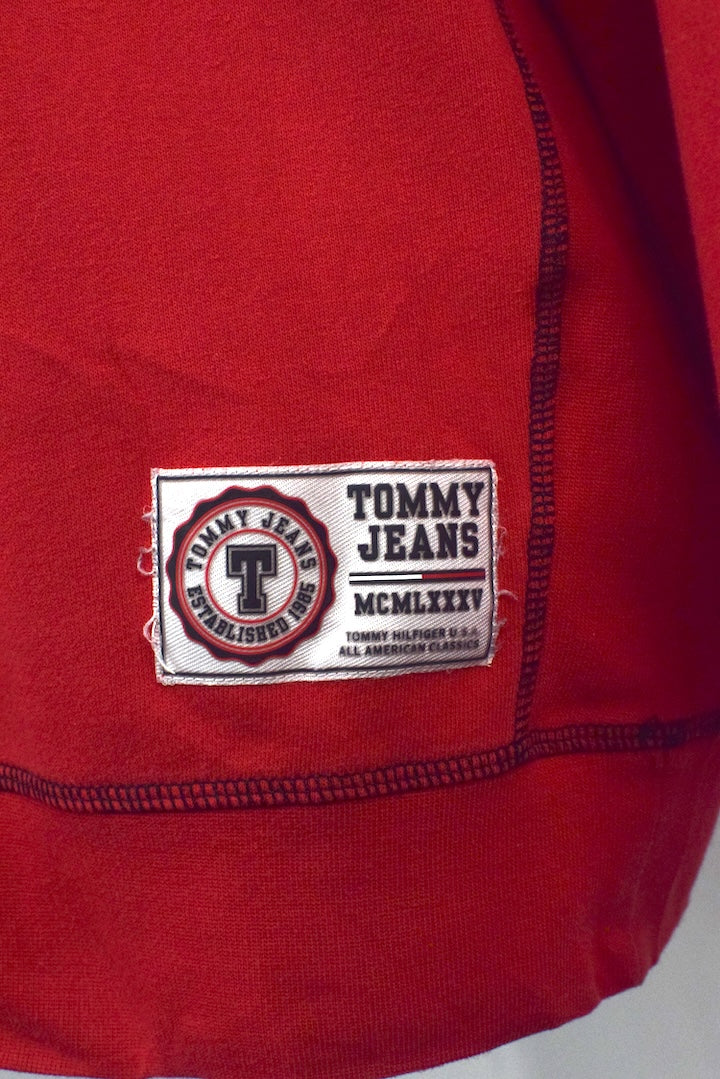 TOMMY JEANS
T
ESTABLISHED 1985
TOMMY
JEANS
MCMLXXXV
TOMMY HILFIGER U.S.A.
ALL AMERICAN CLASSICS